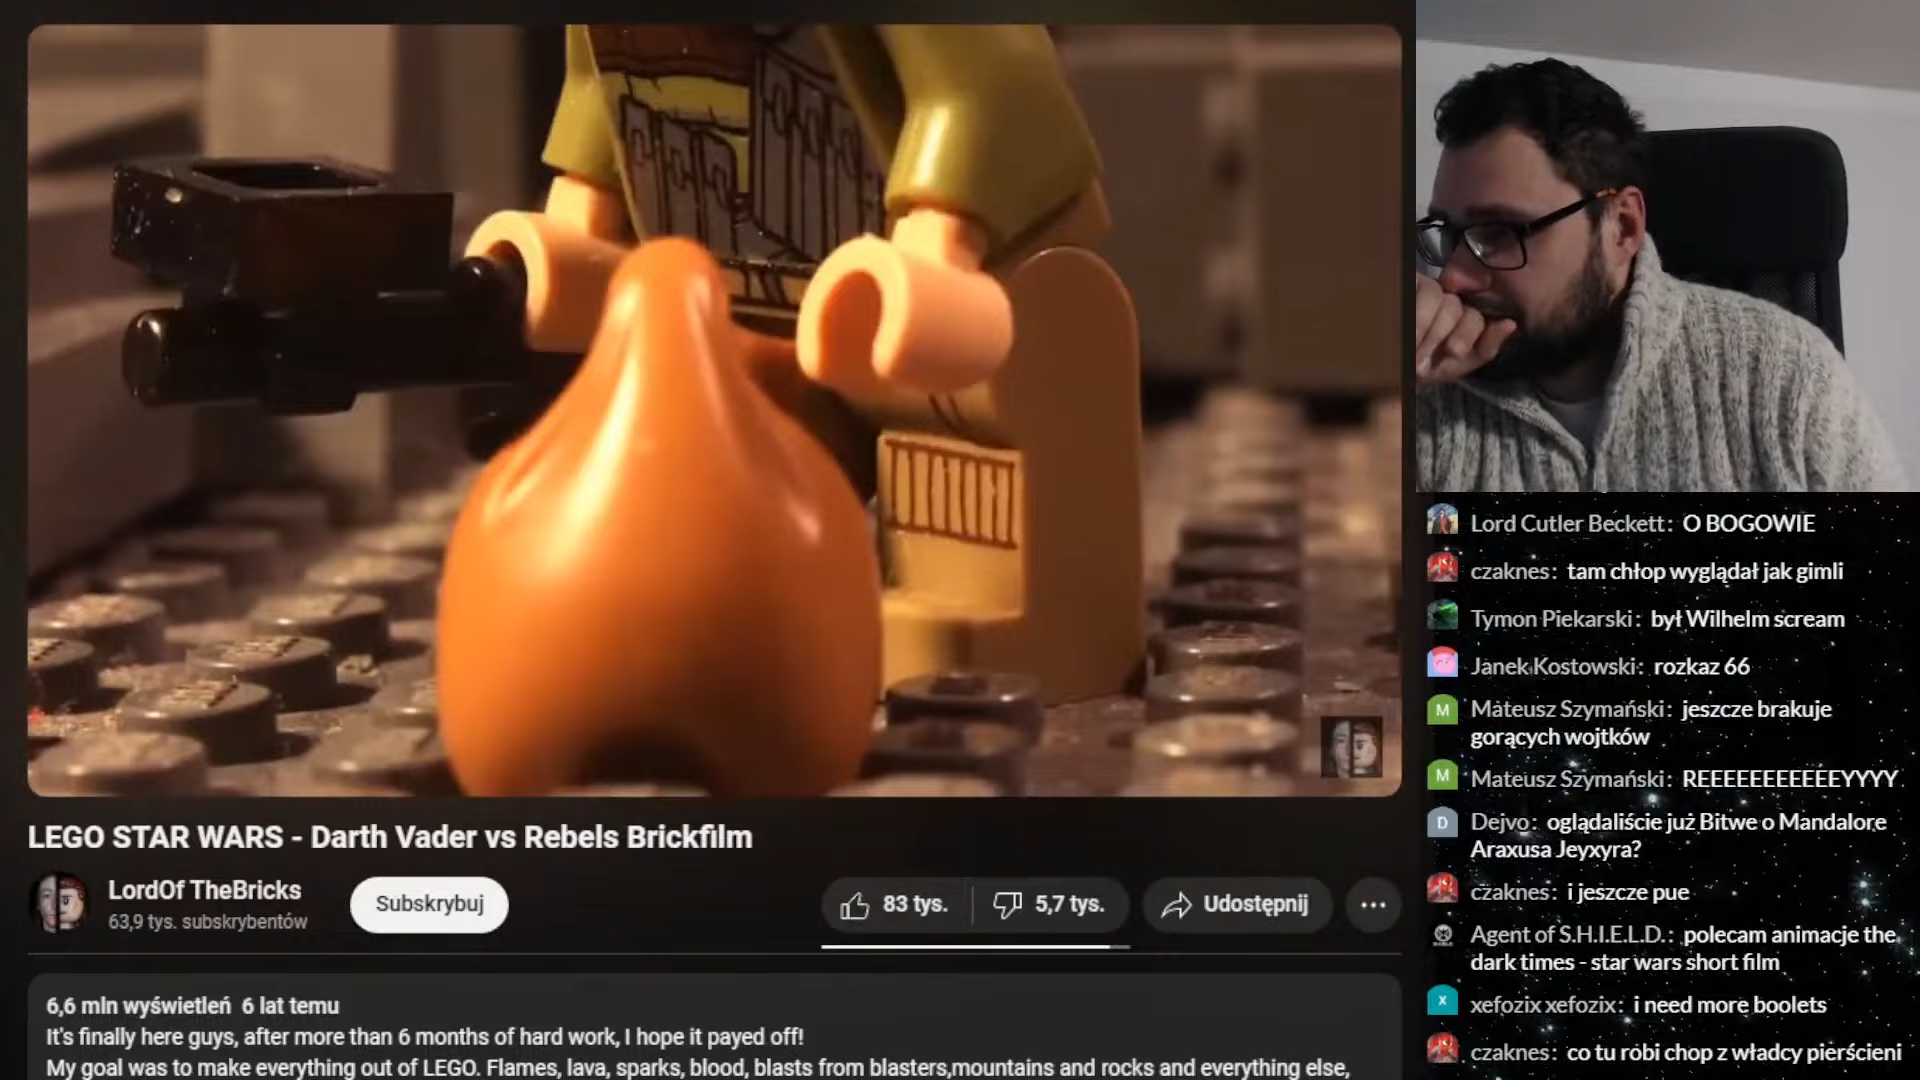 LEGO STAR WARS - Darth Vader vs Rebels Brickfilm
LordOf TheBricks
63,9 tys. subskrybentów
Subskrybuj
83 tys.
5,7 tys.
Udostępnij
6,6 mln wyświetleń 6 lat temu
It's finally here guys, after more than 6 months of hard work, I hope it payed off!
My goal was to make everything out of LEGO. Flames, lava, sparks, blood, blasts from blasters,mountains and rocks and everything else,
Lord Cutler Beckett: O BOGOWIE
czaknes: tam chłop wyglądał jak gimli
Tymon Piekarski: był Wilhelm scream
Janek Kostowski: rozkaz 66
M
Mateusz Szymański: jeszcze brakuje
gorących wojtków
M
Mateusz Szymański: REEEEEEEEEEEYYYY
D
Dejvo: oglądaliście już Bitwe o Mandalore
Araxusa Jeyxyra?
czaknes: i jeszcze pue
Agent of S.H.I.E.L.D.: polecam animacje the
dark times - star wars short film
x
xefozix xefozix: i need more boolets
czaknes: co tu robi chop z władcy pierścieni